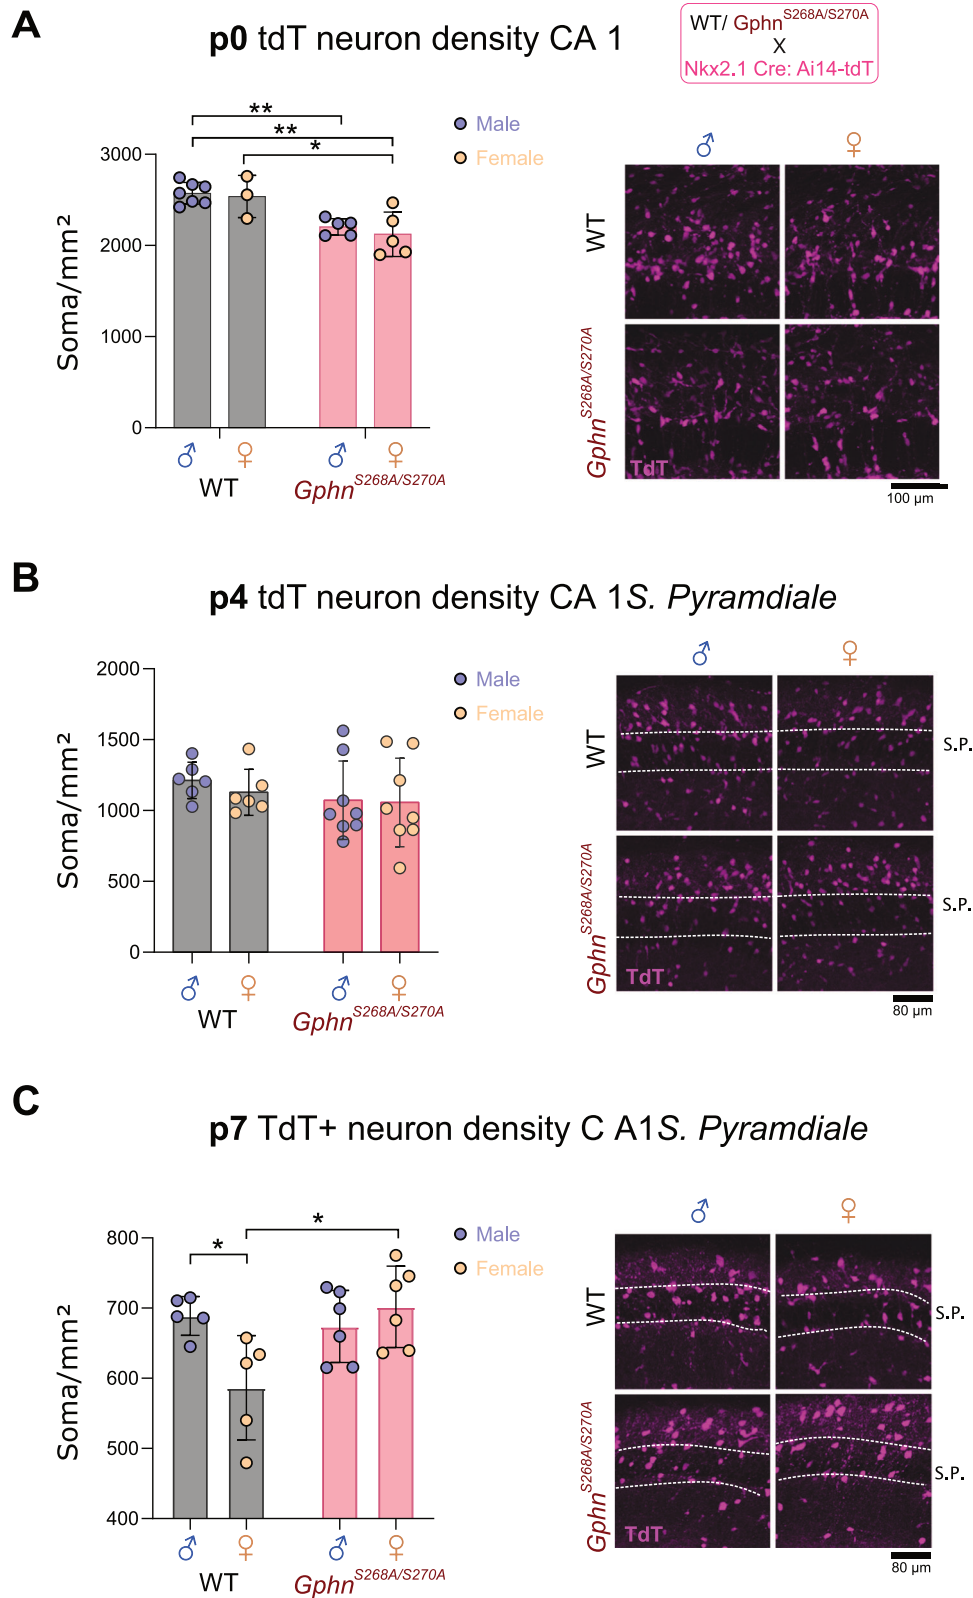 A
p0 tdT neuron density CA 1
WT/ Gphn S268A/S270A
X
Nkx2.1 Cre: Ai14-tdT
**
**
*
Male
Female
Soma/mm²
3000
2000
1000
0
♂ ♀ ♂ ♀
WT Gphn S268A/S270A
♂ ♀
WT
Gphn S268A/S270A
TdT
100 µm
B
p4 tdT neuron density CA 1S. Pyramdiale
Male
Female
Soma/mm²
2000
1500
1000
500
0
♂ ♀ ♂ ♀
WT Gphn S268A/S270A
♂ ♀
WT
S.P.
Gphn S268A/S270A
S.P.
TdT
80 µm
C
p7 TdT+ neuron density C A1S. Pyramdiale
*
*
Male
Female
Soma/mm²
800
700
600
500
400
♂ ♀ ♂ ♀
WT Gphn S268A/S270A
♂ ♀
WT
S.P.
Gphn S268A/S270A
S.P.
TdT
80 µm